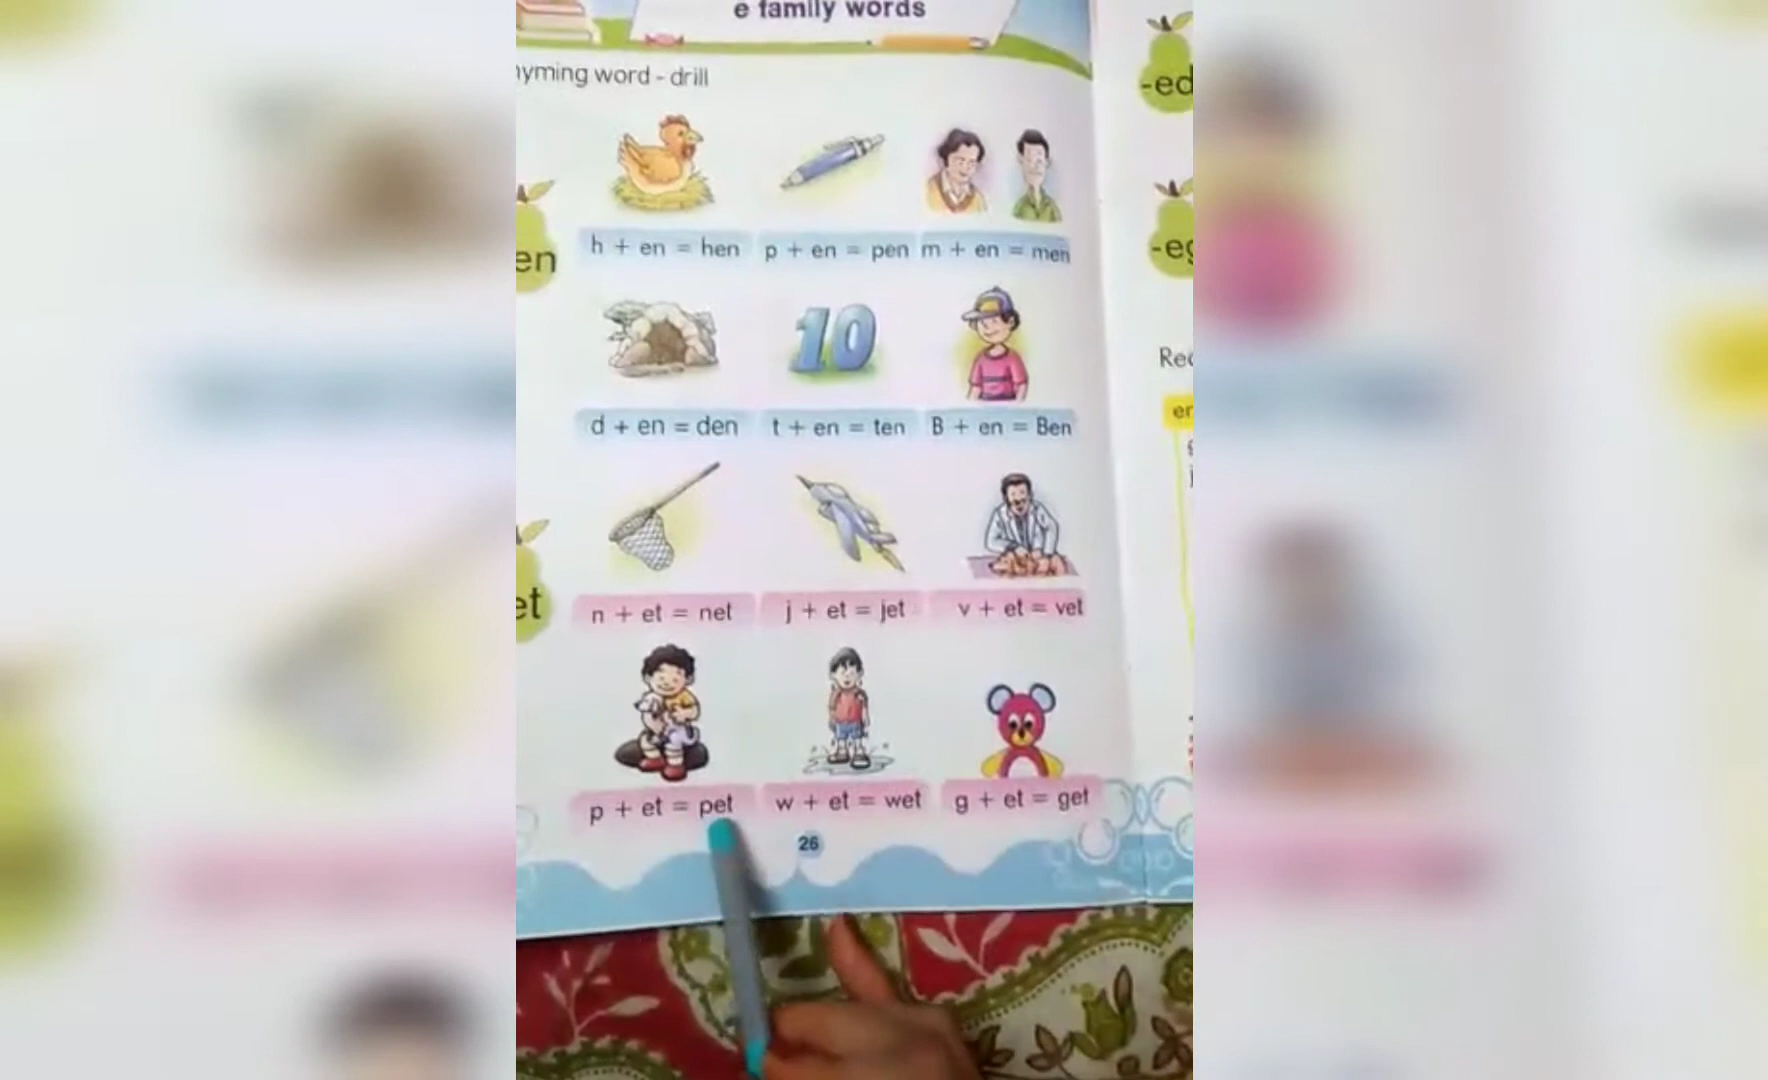 e family words
yming word - drill
-ed
h + en = hen p + en = pen m + en = men
en
-eg
10
d + en = den t + en = ten B + en = Ben
en
n + et = net j + et = jet v + et = vet
et
p + et = pet w + et = wet g + et = get
26